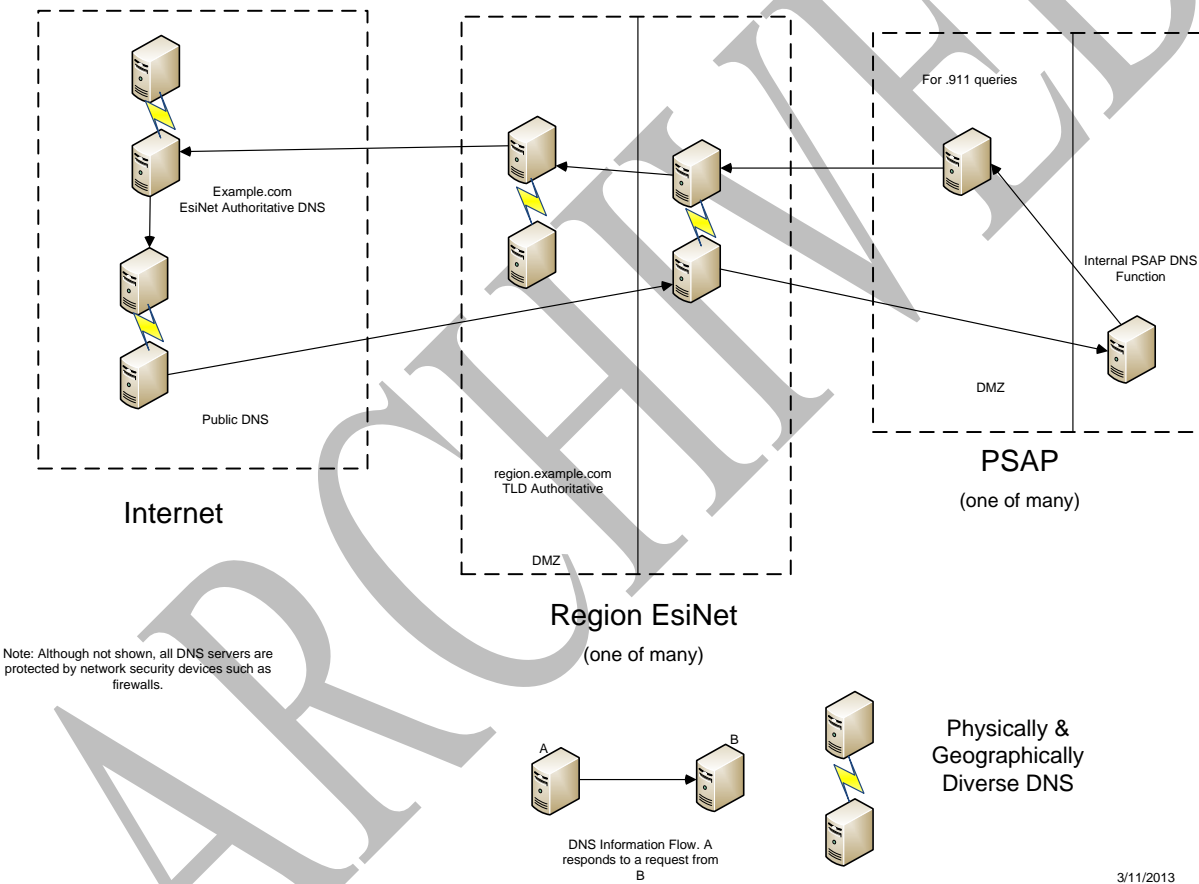 For .911 queries
Example.com
EsiNet Authoritative DNS
Internal PSAP DNS
Function
DMZ
Public DNS
PSAP
(one of many)
region.example.com
TLD Authoritative
Internet
DMZ
Region EsiNet
(one of many)
Note: Although not shown, all DNS servers are
protected by network security devices such as
firewalls.
A
B
DNS Information Flow. A
responds to a request from
B
Physically &
Geographically
Diverse DNS
3/11/2013
ARCHIVED